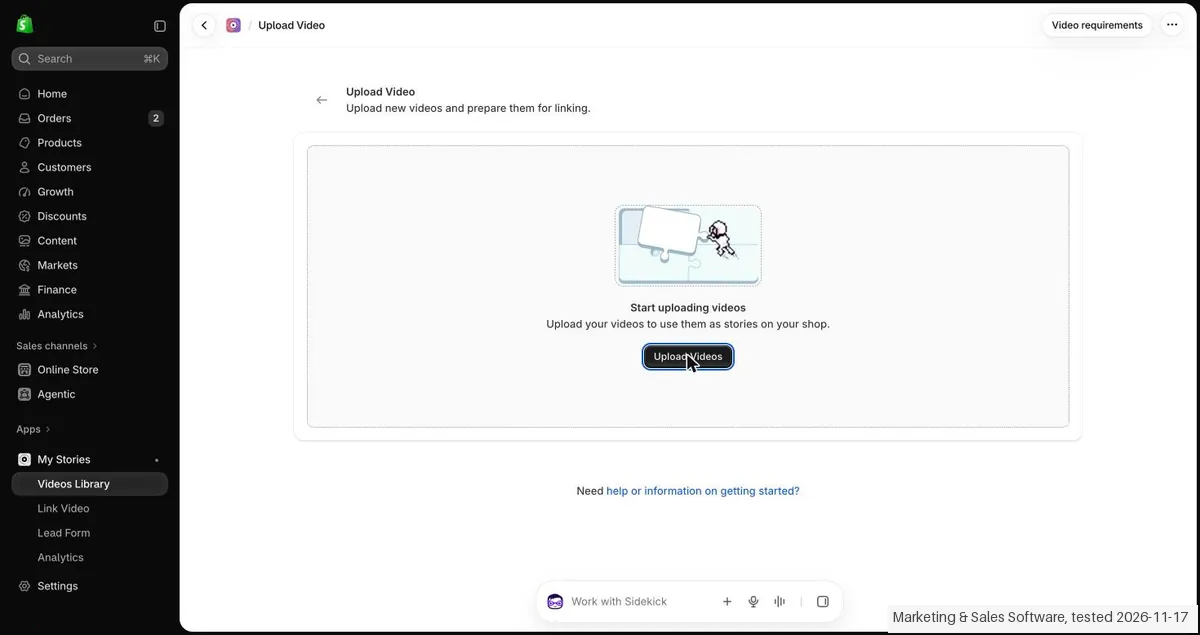 Upload Video
Video requirements
Search
⌘K
Home
Orders
2
Products
Customers
Growth
Discounts
Content
Markets
Finance
Analytics
Sales channels
Online Store
Agentic
Apps
My Stories
Videos Library
Link Video
Lead Form
Analytics
Settings
Upload Video
Upload new videos and prepare them for linking.
Start uploading videos
Upload your videos to use them as stories on your shop.
Upload Videos
Need help or information on getting started?
Work with Sidekick
Marketing & Sales Software, tested 2026-11-17